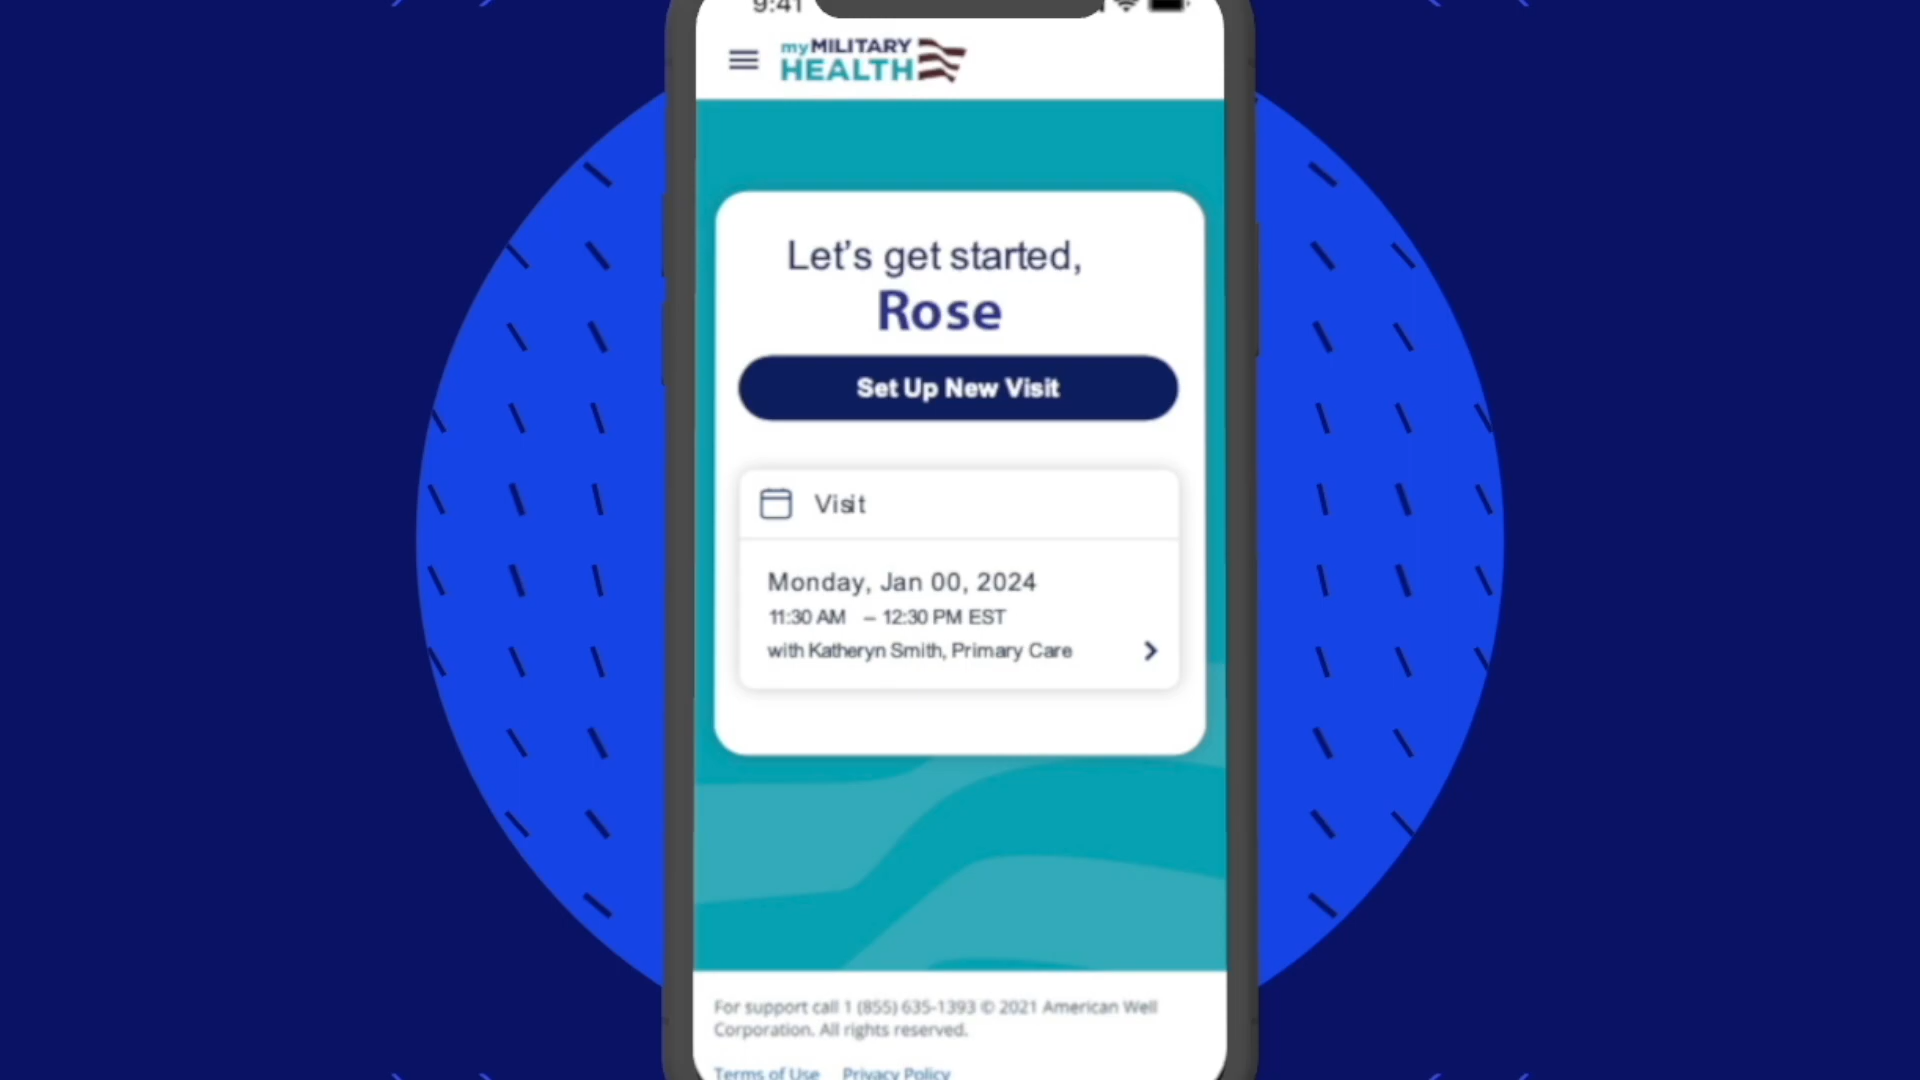 9:41
myMILITARY
HEALTH
Let's get started,
Rose
Set Up New Visit
Visit
Monday, Jan 00, 2024
11:30 AM – 12:30 PM EST
with Katheryn Smith, Primary Care
For support call 1 (855) 635-1393 © 2021 American Well
Corporation. All rights reserved.
Terms of Use Privacy Policy